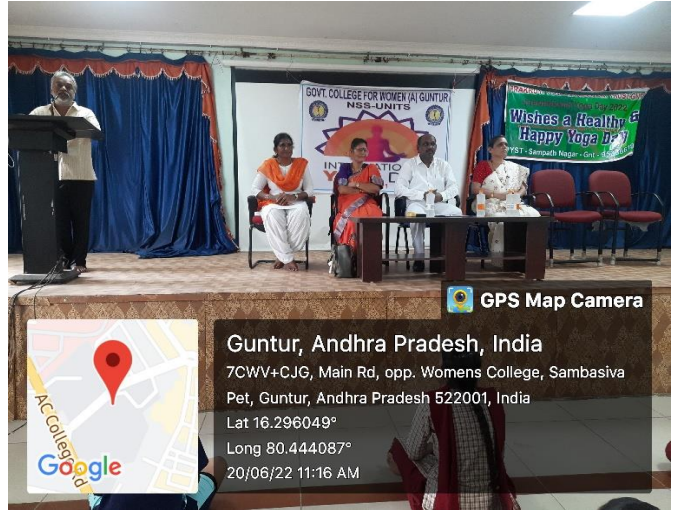 GOVT. COLLEGE FOR WOMEN (A) GUNTUR
NSS-UNITS
INTERNATIONAL
Wishes a Healthy &
Happy Yoga Day
PYST - Sampath Nagar - Gnt -
GPS Map Camera
Guntur, Andhra Pradesh, India
7CWV+CJG, Main Rd, opp. Womens College, Sambasiva
Pet, Guntur, Andhra Pradesh 522001, India
Lat 16.296049°
Long 80.444087°
20/06/22 11:16 AM
AC College Rd
Google